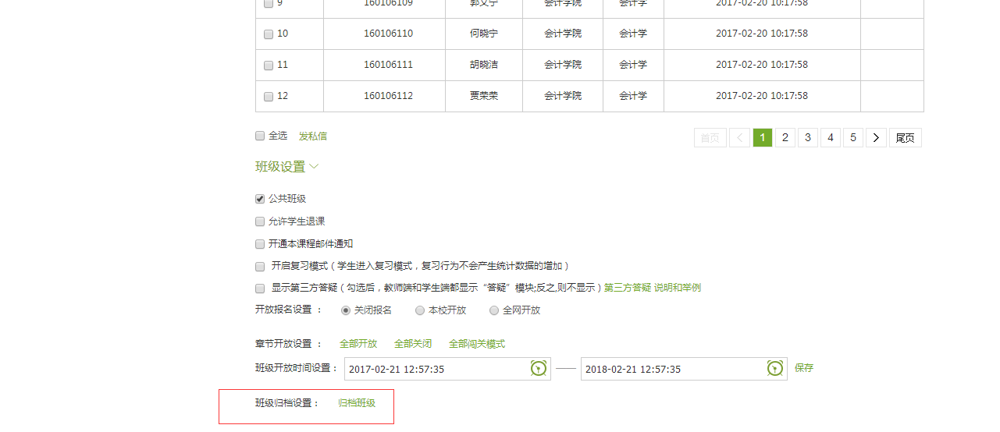 9 160106109 郭文宁 会计学院 会计学 2017-02-20 10:17:58
10 160106110 何晓宁 会计学院 会计学 2017-02-20 10:17:58
11 160106111 胡晓洁 会计学院 会计学 2017-02-20 10:17:58
12 160106112 贾荣荣 会计学院 会计学 2017-02-20 10:17:58
全选 发私信 首页 < 1 2 3 4 5 > 尾页
班级设置
公共班级
允许学生退课
开通本课程邮件通知
开启复习模式（学生进入复习模式，复习行为不会产生统计数据的增加）
显示第三方答疑（勾选后，教师端和学生端都显示“答疑”模块;反之,则不显示）第三方答疑 说明和举例
开放报名设置 ： 关闭报名 本校开放 全网开放
章节开放设置 ： 全部开放 全部关闭 全部闯关模式
班级开放时间设置： 2017-02-21 12:57:35 —— 2018-02-21 12:57:35 保存
班级归档设置： 归档班级